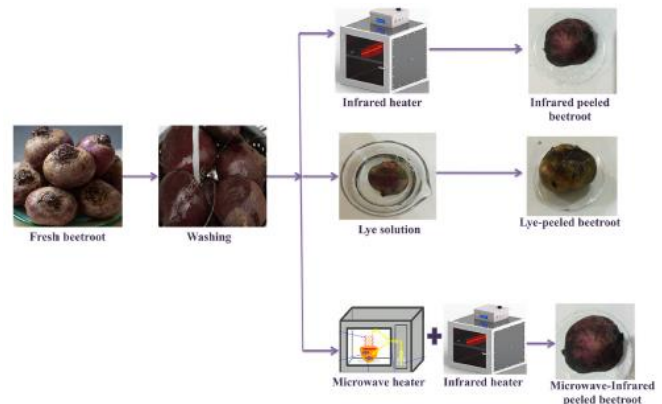 Infrared heater
Infrared peeled
beetroot
Fresh beetroot
Washing
Lye solution
Lye-peeled beetroot
Microwave heater
Infrared heater
Microwave-Infrared
peeled beetroot